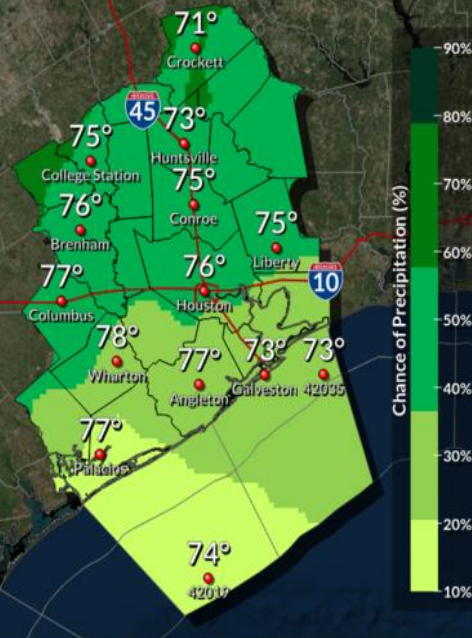 71°
Crockett
45
73°
Huntsville
75°
College Station
75°
Conroe
76°
Brenham
75°
Liberty
76°
Houston
77°
Columbus
10
78°
Wharton
77°
Angleton
73°
Galveston
73°
42035
77°
Palacios
74°
42019
Chance of Precipitation (%)
90%
80%
70%
60%
50%
40%
30%
20%
10%